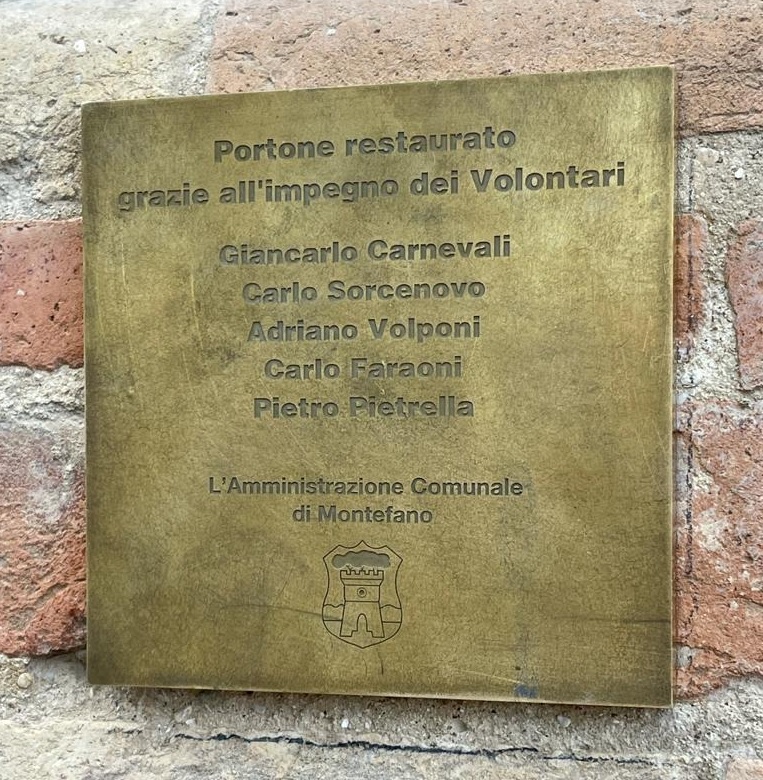 Portone restaurato
grazie all'impegno dei Volontari
Giancarlo Carnevali
Carlo Sorcenovo
Adriano Volponi
Carlo Faraoni
Pietro Pietrella
L'Amministrazione Comunale
di Montefano